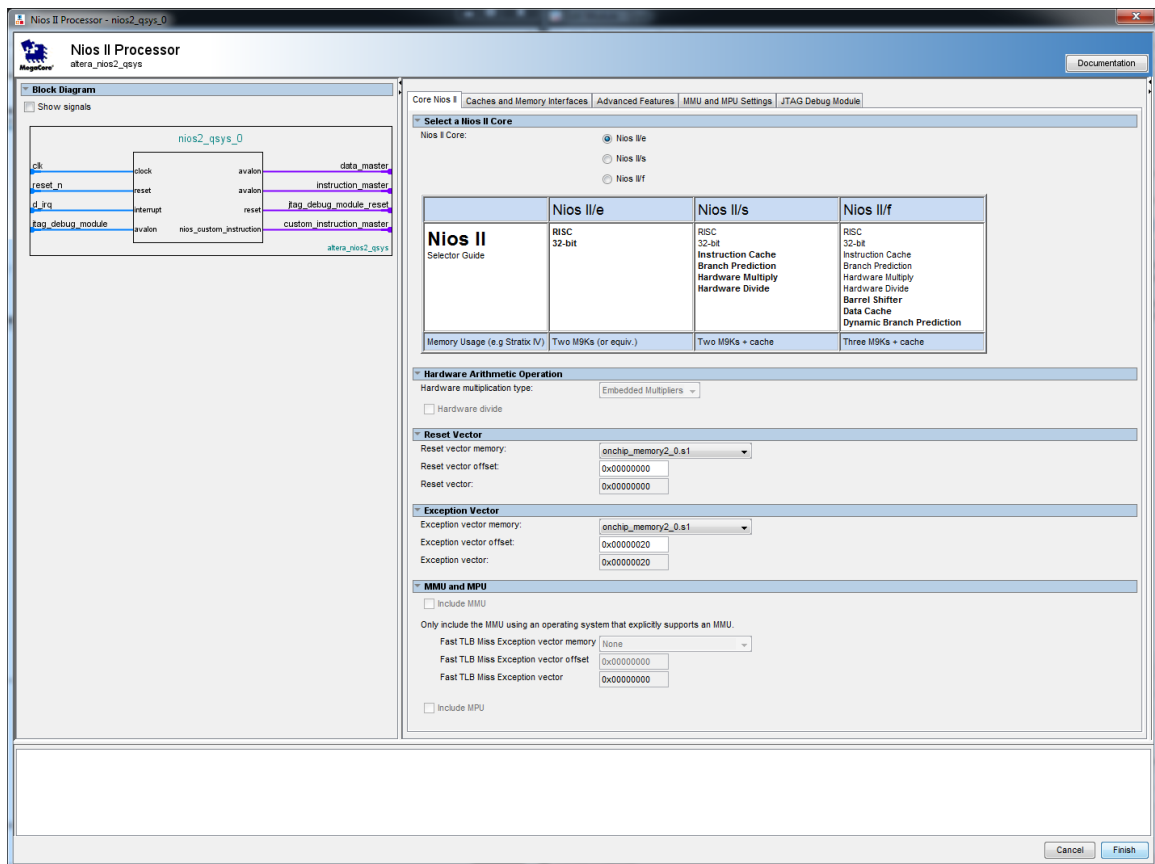 Nios II Processor - nios2_qsys_0
MegaCore'
Nios II Processor
altera_nios2_qsys
Documentation
Block Diagram
Show signals
nios2_qsys_0
clk
clock
avalon
data_master
reset_n
reset
avalon
instruction_master
d_irq
interrupt
reset
jtag_debug_module_reset
jtag_debug_module
avalon
nios_custom_instruction
custom_instruction_master
altera_nios2_qsys
Core Nios II
Caches and Memory Interfaces
Advanced Features
MMU and MPU Settings
JTAG Debug Module
Select a Nios II Core
Nios II Core:
Nios II/e
Nios II/s
Nios II/f
Nios II/e
Nios II/s
Nios II/f
Nios II
Selector Guide
RISC
32-bit
RISC
32-bit
Instruction Cache
Branch Prediction
Hardware Multiply
Hardware Divide
RISC
32-bit
Instruction Cache
Branch Prediction
Hardware Multiply
Hardware Divide
Barrel Shifter
Data Cache
Dynamic Branch Prediction
Memory Usage (e.g Stratix IV)
Two M9Ks (or equiv.)
Two M9Ks + cache
Three M9Ks + cache
Hardware Arithmetic Operation
Hardware multiplication type:
Embedded Multipliers
Hardware divide
Reset Vector
Reset vector memory:
onchip_memory2_0.s1
Reset vector offset:
0x00000000
Reset vector:
0x00000000
Exception Vector
Exception vector memory:
onchip_memory2_0.s1
Exception vector offset:
0x00000020
Exception vector:
0x00000020
MMU and MPU
Include MMU
Only include the MMU using an operating system that explicitly supports an MMU.
Fast TLB Miss Exception vector memory
None
Fast TLB Miss Exception vector offset
0x00000000
Fast TLB Miss Exception vector
0x00000000
Include MPU
Cancel
Finish